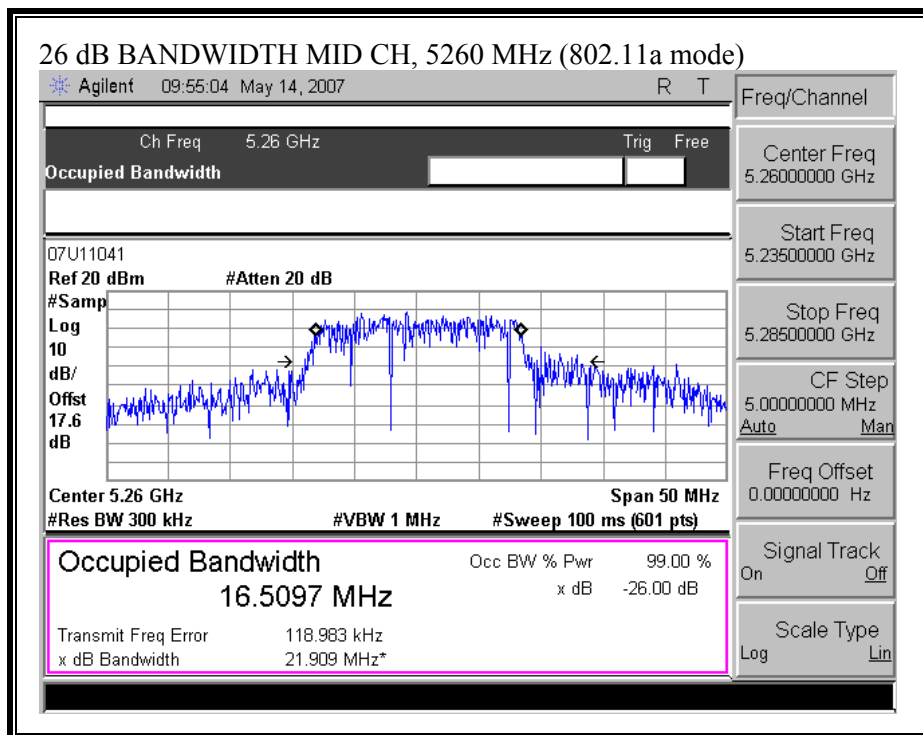 26 dB BANDWIDTH MID CH, 5260 MHz (802.11a mode)
Agilent 09:55:04 May 14, 2007 R T
Ch Freq 5.26 GHz Trig Free
Occupied Bandwidth
07U11041
Ref 20 dBm #Atten 20 dB
#Samp
Log
10
dB/
Offst
17.6
dB
Center 5.26 GHz Span 50 MHz
#Res BW 300 kHz #VBW 1 MHz #Sweep 100 ms (601 pts)
Occupied Bandwidth Occ BW % Pwr 99.00 %
16.5097 MHz x dB -26.00 dB
Transmit Freq Error 118.983 kHz
x dB Bandwidth 21.909 MHz*
Freq/Channel
Center Freq
5.26000000 GHz
Start Freq
5.23500000 GHz
Stop Freq
5.28500000 GHz
CF Step
5.00000000 MHz
Auto Man
Freq Offset
0.00000000 Hz
Signal Track
On Off
Scale Type
Log Lin